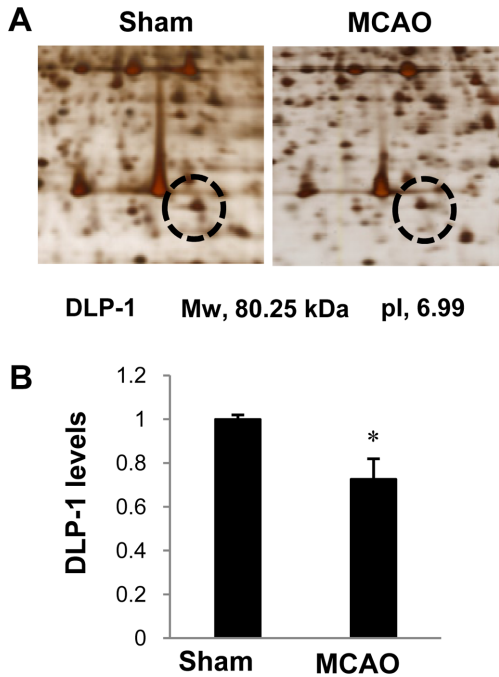 A
Sham MCAO
DLP-1 Mw, 80.25 kDa pI, 6.99
B
DLP-1 levels
1.2
1
0.8
0.6
0.4
0.2
0
*
Sham MCAO